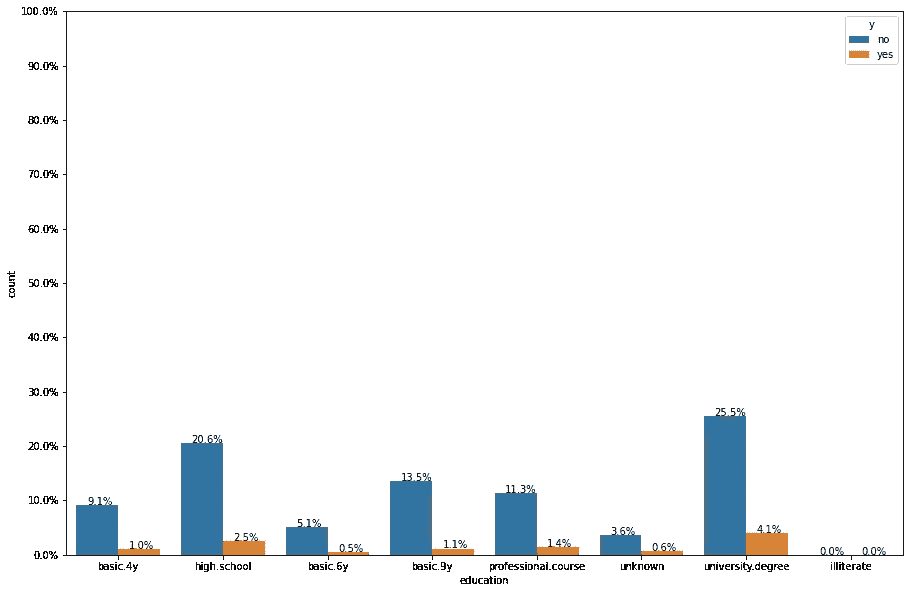 100.0%
90.0%
80.0%
70.0%
60.0%
50.0%
40.0%
30.0%
20.0%
10.0%
0.0%
count
y
no
yes
9.1%
1.0%
20.6%
2.5%
5.1%
0.5%
13.5%
1.1%
11.3%
1.4%
3.6%
0.6%
25.5%
4.1%
0.0%
0.0%
basic.4y
high.school
basic.6y
basic.9y
professional.course
unknown
university.degree
illiterate
education